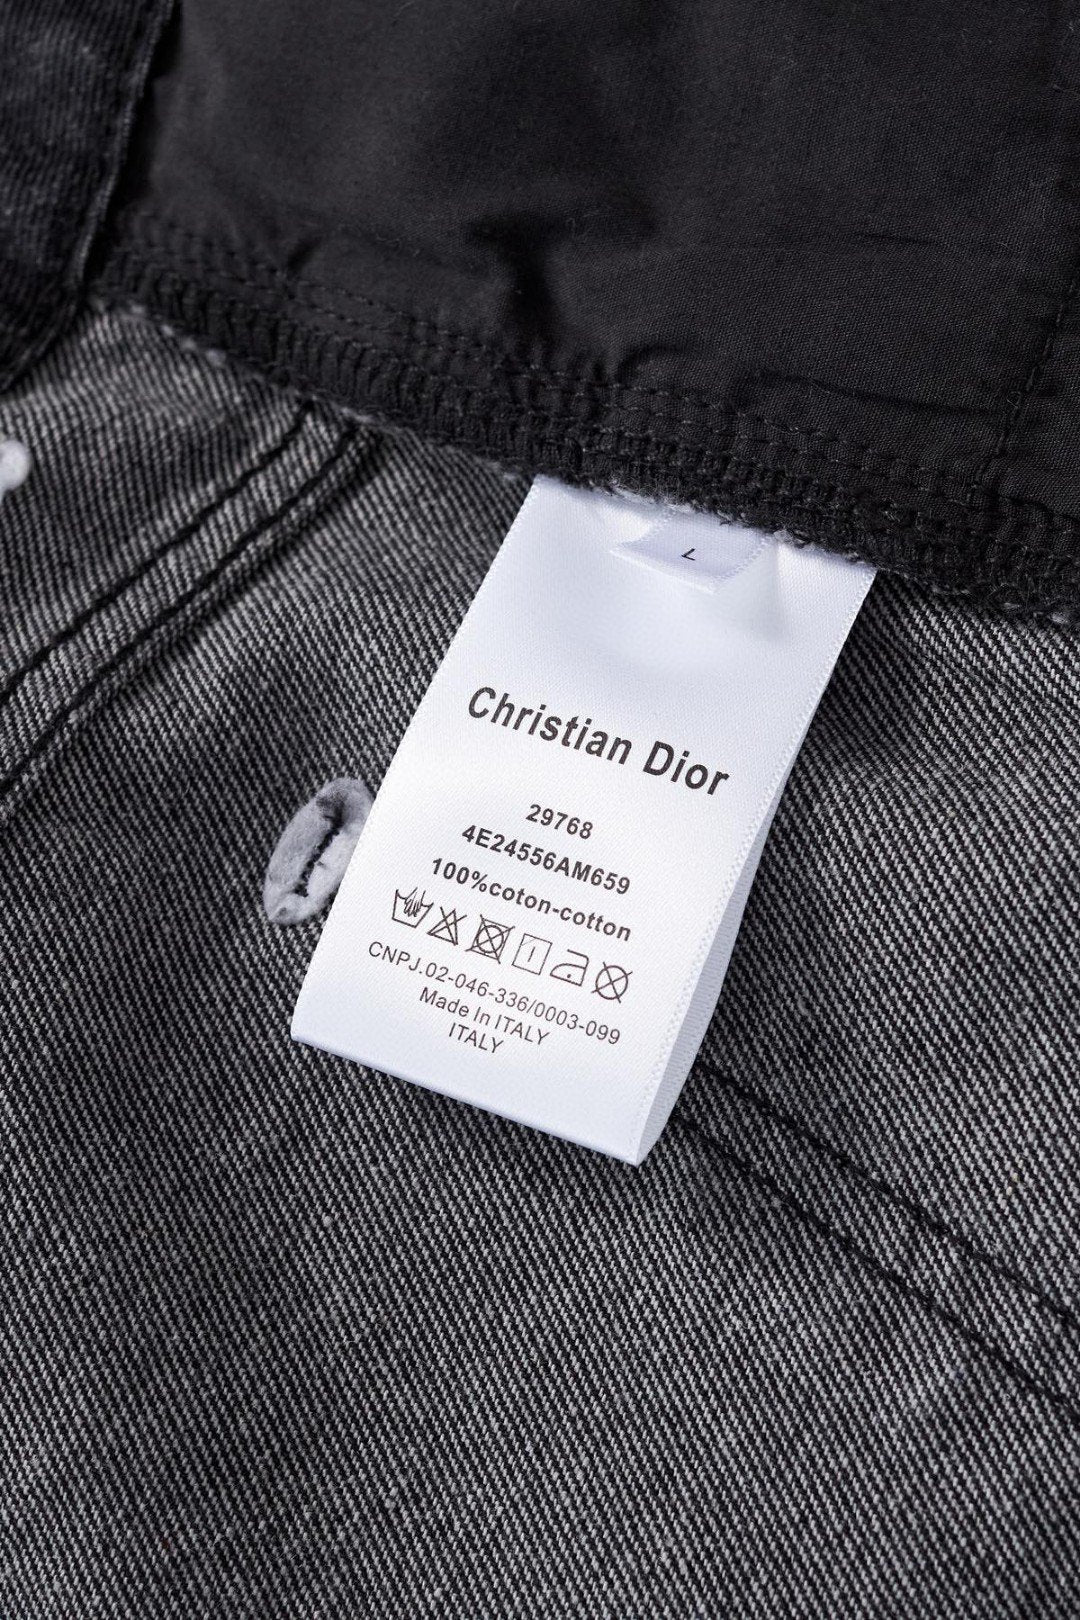 L
Christian Dior
29768
4E24556AM659
100%coton-cotton
CNPJ.02-046-336/0003-099
Made In ITALY
ITALY